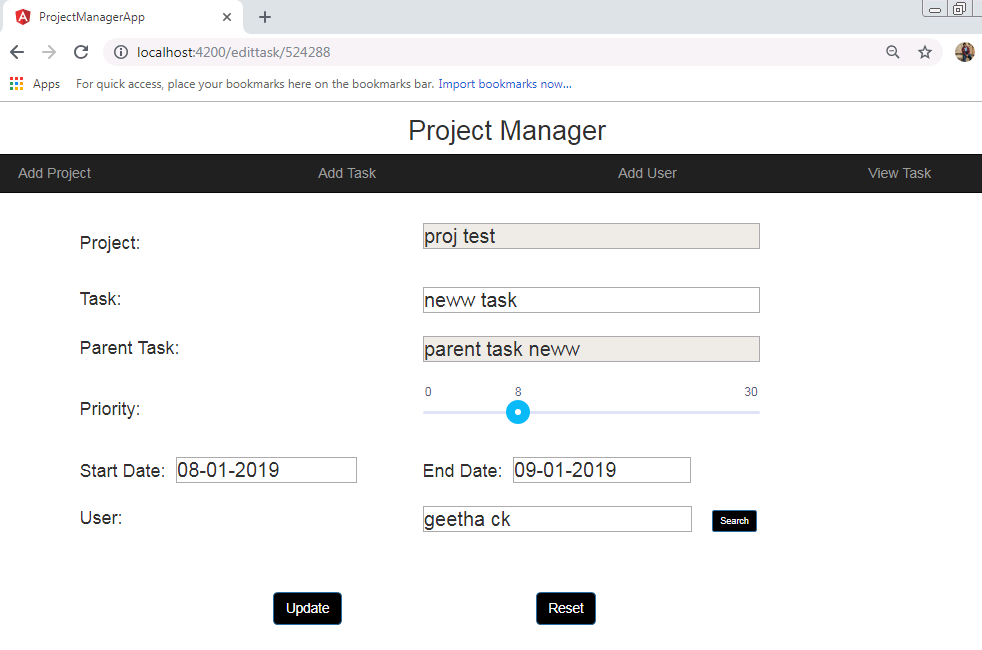 ProjectManagerApp
localhost:4200/edittask/524288
Apps For quick access, place your bookmarks here on the bookmarks bar. Import bookmarks now...
Project Manager
Add Project Add Task Add User View Task
Project: proj test
Task: neww task
Parent Task: parent task neww
0 8 30
Priority:
Start Date: 08-01-2019 End Date: 09-01-2019
User: geetha ck Search
Update Reset